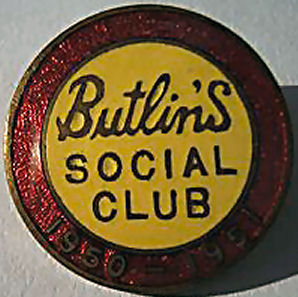 Butlin's
SOCIAL
CLUB
1950 - 1951